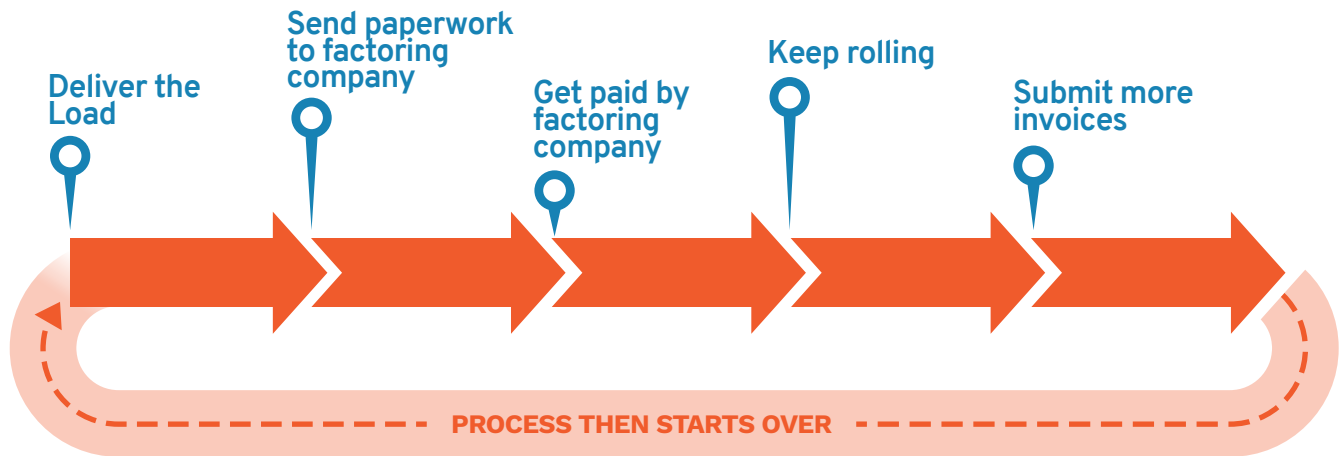 Deliver the
Load
Send paperwork
to factoring
company
Get paid by
factoring
company
Keep rolling
Submit more
invoices
PROCESS THEN STARTS OVER